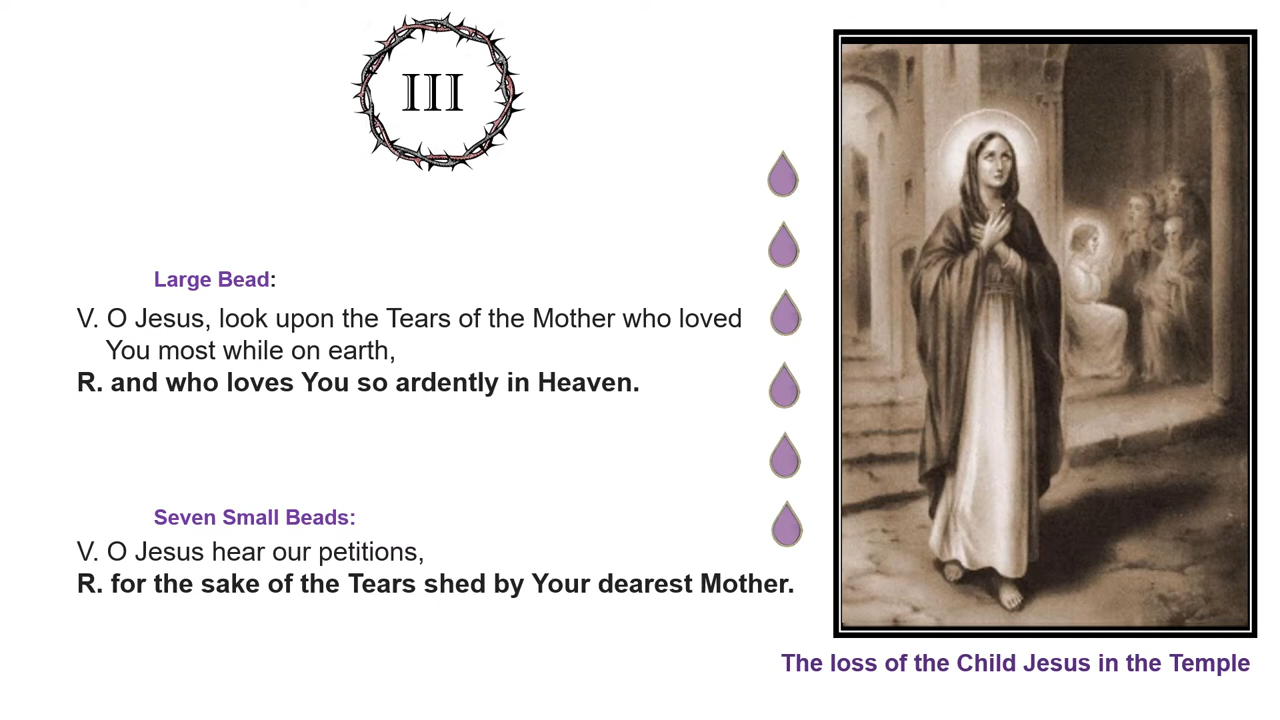 III
Large Bead:
V. O Jesus, look upon the Tears of the Mother who loved
You most while on earth,
R. and who loves You so ardently in Heaven.
Seven Small Beads:
V. O Jesus hear our petitions,
R. for the sake of the Tears shed by Your dearest Mother.
The loss of the Child Jesus in the Temple